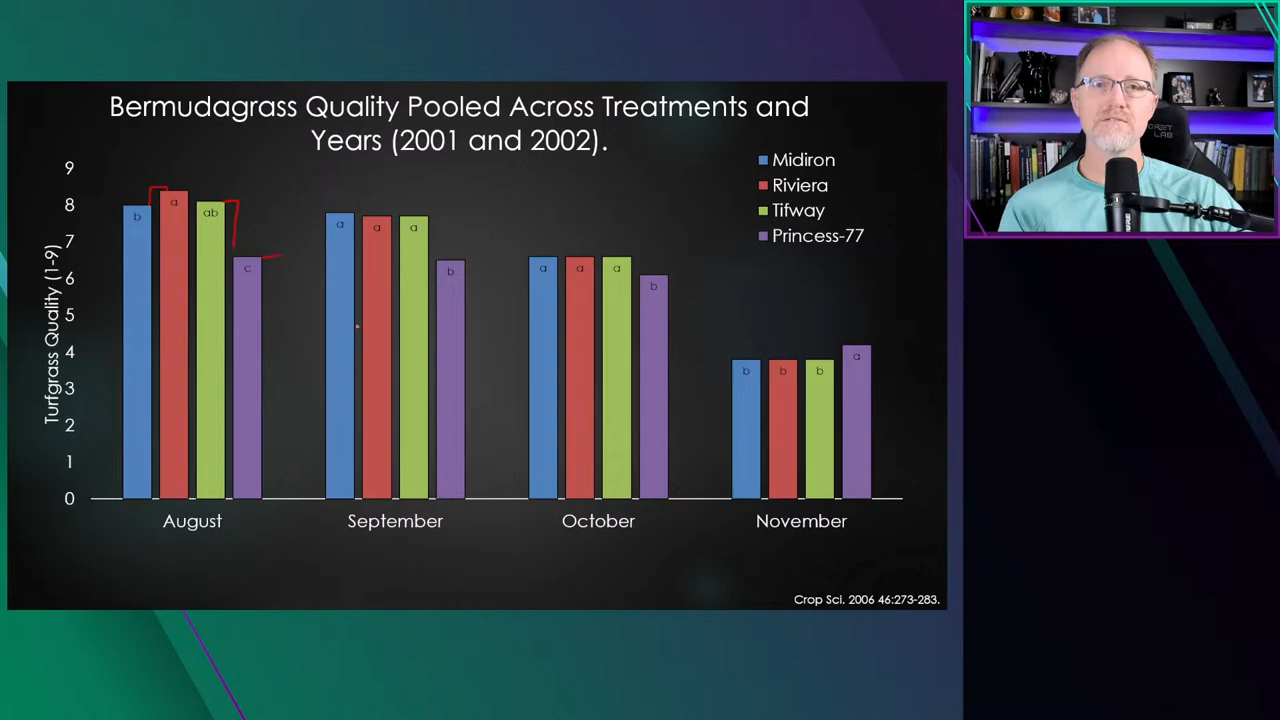 Bermudagrass Quality Pooled Across Treatments and
Years (2001 and 2002).
Midiron
Riviera
Tifway
Princess-77
Turfgrass Quality (1-9)
9
8
7
6
5
4
3
2
1
0
b
a
ab
c
a
a
a
b
a
a
a
b
b
b
b
a
August
September
October
November
Crop Sci. 2006 46:273-283.
SECRET
LAB